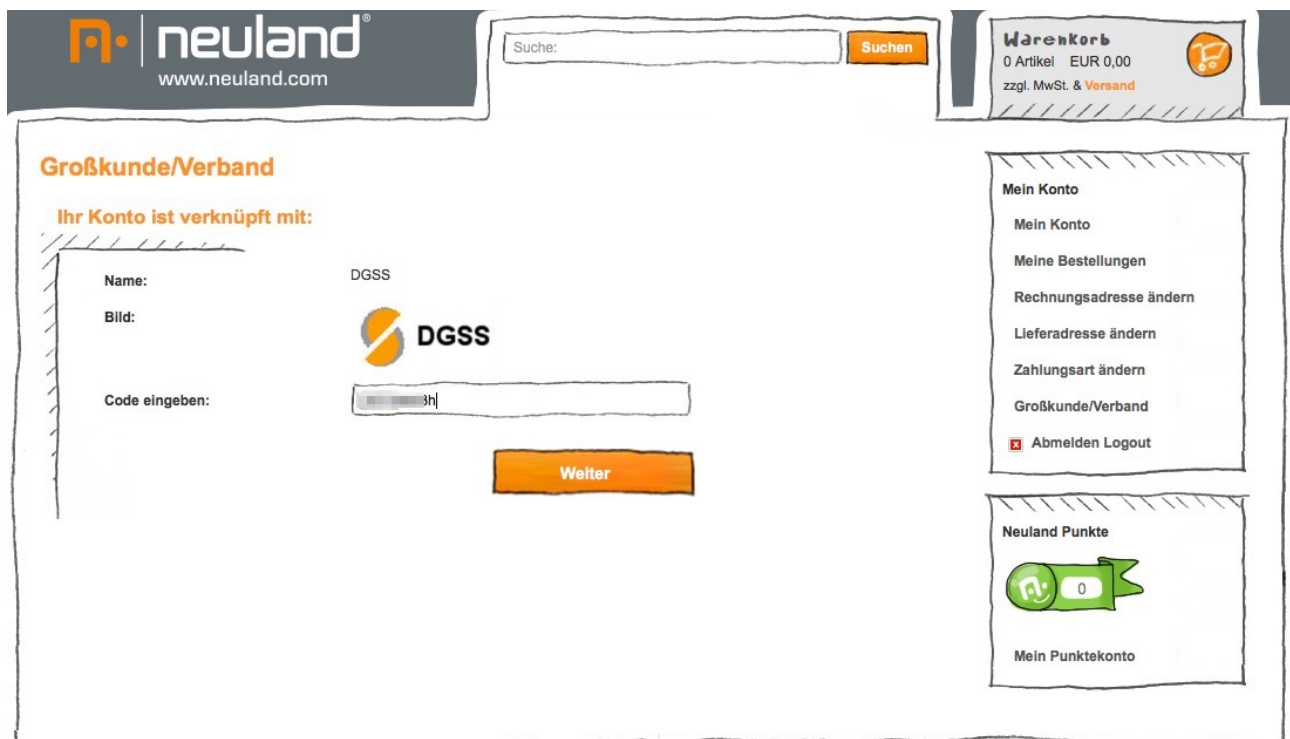 neuland®
www.neuland.com
Suche:
Suchen
Warenkorb
0 Artikel EUR 0,00
zzgl. MwSt. & Versand
Großkunde/Verband
Ihr Konto ist verknüpft mit:
Name:
DGSS
Bild:
DGSS
Code eingeben:
Weiter
Mein Konto
Mein Konto
Meine Bestellungen
Rechnungsadresse ändern
Lieferadresse ändern
Zahlungsart ändern
Großkunde/Verband
Abmelden Logout
Neuland Punkte
0
Mein Punktekonto